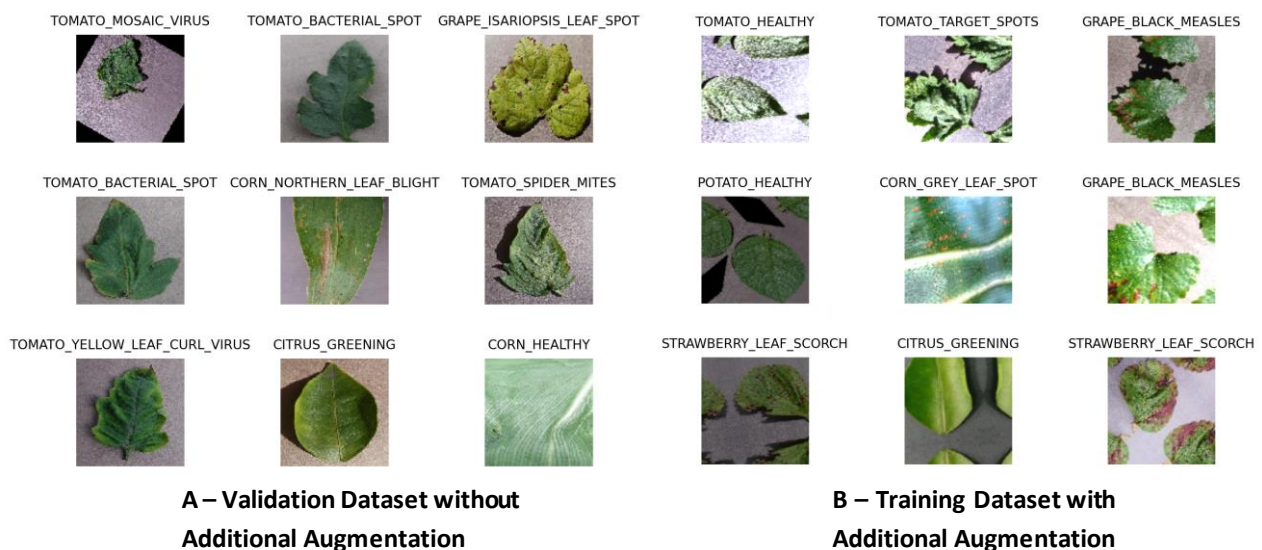 TOMATO_MOSAIC_VIRUS TOMATO_BACTERIAL_SPOT GRAPE_ISARIOPSIS_LEAF_SPOT
TOMATO_BACTERIAL_SPOT CORN_NORTHERN_LEAF_BLIGHT TOMATO_SPIDER_MITES
TOMATO_YELLOW_LEAF_CURL_VIRUS CITRUS_GREENING CORN_HEALTHY
A – Validation Dataset without
Additional Augmentation
TOMATO_HEALTHY TOMATO_TARGET_SPOTS GRAPE_BLACK_MEASLES
POTATO_HEALTHY CORN_GREY_LEAF_SPOT GRAPE_BLACK_MEASLES
STRAWBERRY_LEAF_SCORCH CITRUS_GREENING STRAWBERRY_LEAF_SCORCH
B – Training Dataset with
Additional Augmentation